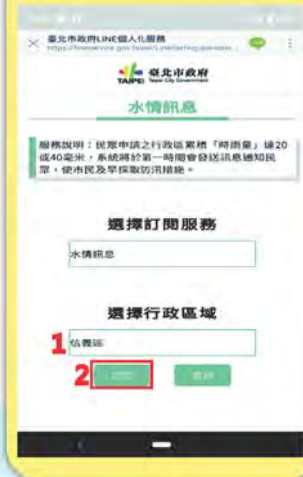 臺北市政府LINE個人化服務
臺北市政府
TAIPEI Taipei City Government
水情訊息
服務說明：民眾申請之行政區累積「時雨量」達20
或40毫米，系統將於第一時間會發送訊息通知民
眾，使市民及早採取防汛措施。
選擇訂閱服務
水情訊息
選擇行政區域
1 信義區
2